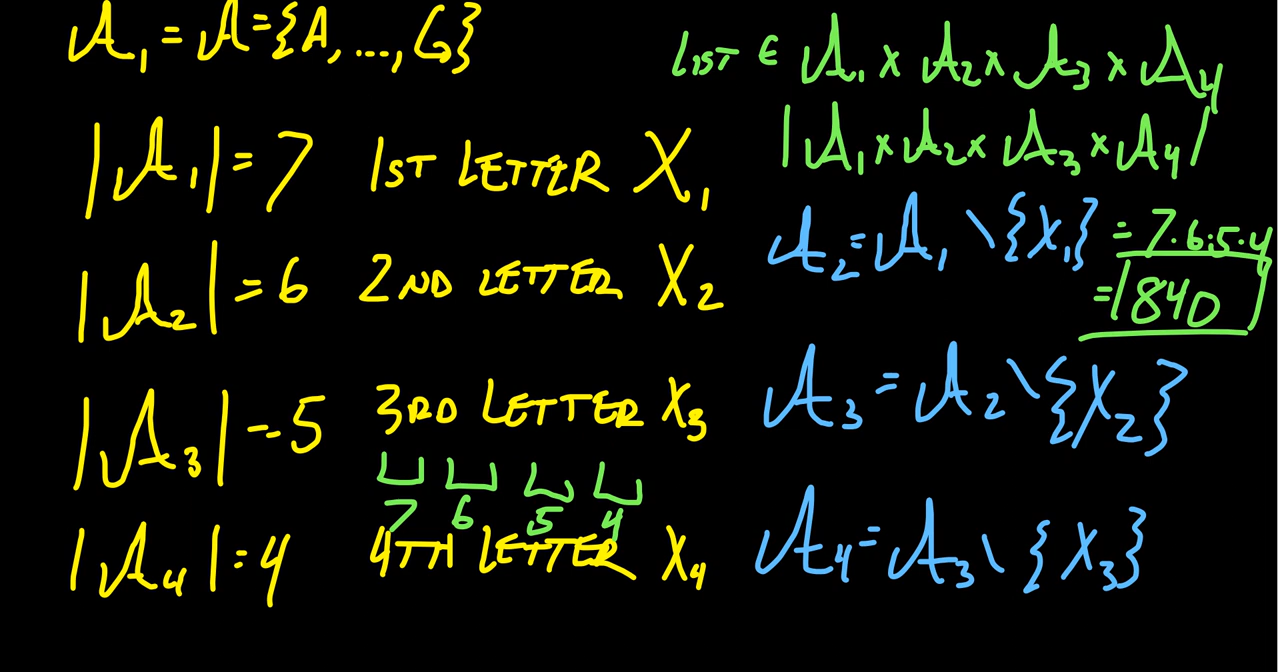 𝒜₁ = 𝒜 = {A, ..., G}
|𝒜₁| = 7 1ST LETTER X₁
|𝒜₂| = 6 2ND LETTER X₂
|𝒜₃| = 5 3RD LETTER X₃
7 6 5 4
|𝒜₄| = 4 4TH LETTER X₄
LIST ∈ 𝒜₁ × 𝒜₂ × 𝒜₃ × 𝒜₄
|𝒜₁ × 𝒜₂ × 𝒜₃ × 𝒜₄|
= 7·6·5·4
= 840
𝒜₂ = 𝒜₁ \ {X₁}
𝒜₃ = 𝒜₂ \ {X₂}
𝒜₄ = 𝒜₃ \ {X₃}